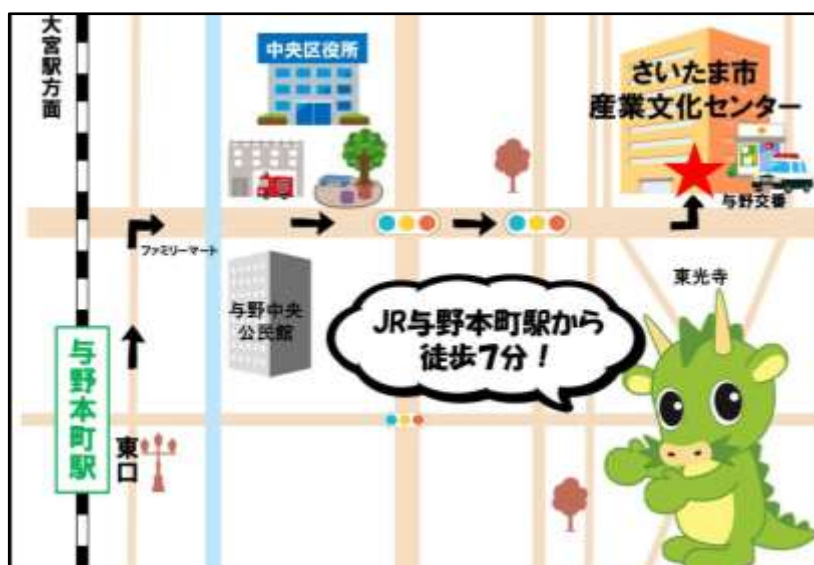 大宮駅方面
中央区役所
さいたま市
産業文化センター
与野交番
ファミリーマート
与野中央
公民館
東光寺
JR与野本町駅から
徒歩7分！
与野本町駅
東口